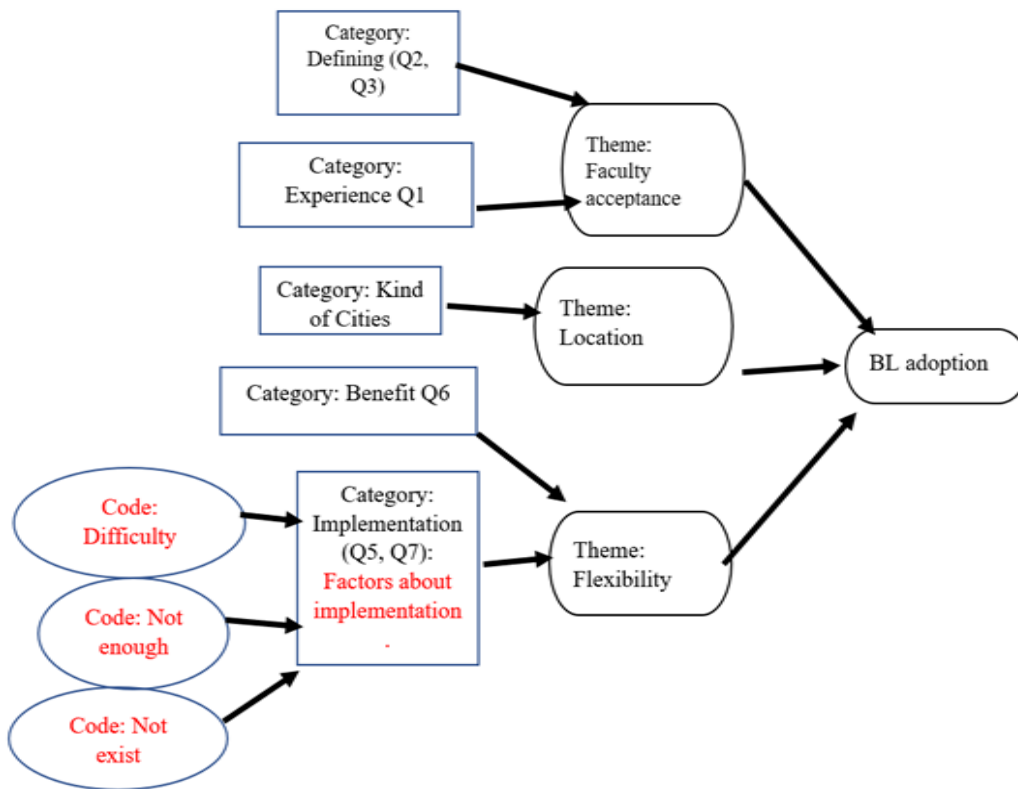 Category:
Defining (Q2,
Q3)
Category:
Experience Q1
Theme:
Faculty
acceptance
Category: Kind
of Cities
Theme:
Location
BL adoption
Category: Benefit Q6
Category:
Implementation
(Q5, Q7):
Factors about
implementation
.
Theme:
Flexibility
Code:
Difficulty
Code: Not
enough
Code: Not
exist